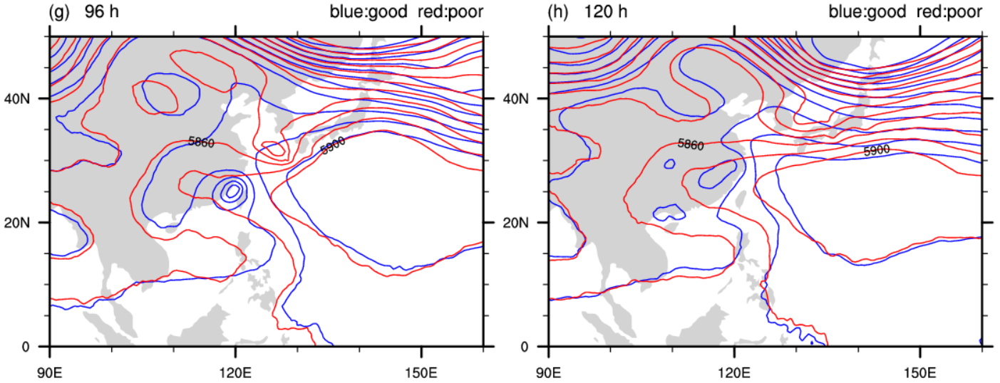 (g) 96 h blue:good red:poor
40N
20N
0
90E 120E 150E
5860
5900
(h) 120 h blue:good red:poor
40N
20N
0
90E 120E 150E
5860
5900